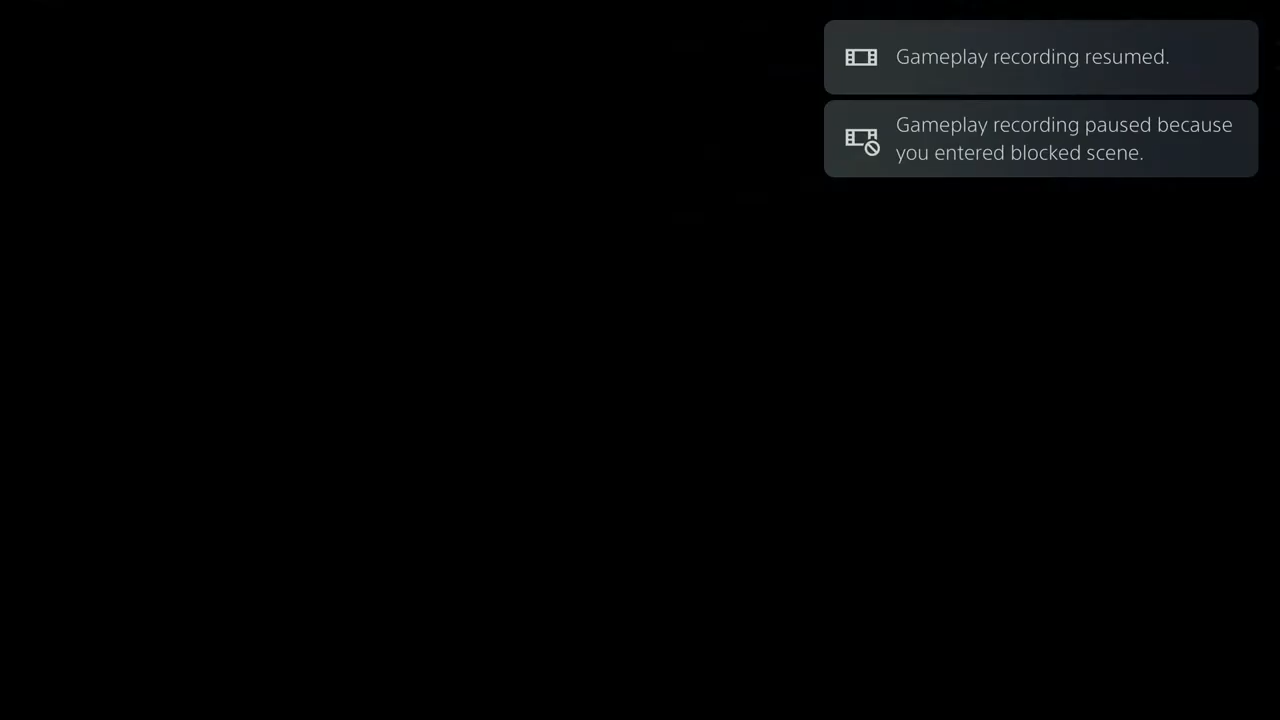 Gameplay recording resumed.
Gameplay recording paused because
you entered blocked scene.